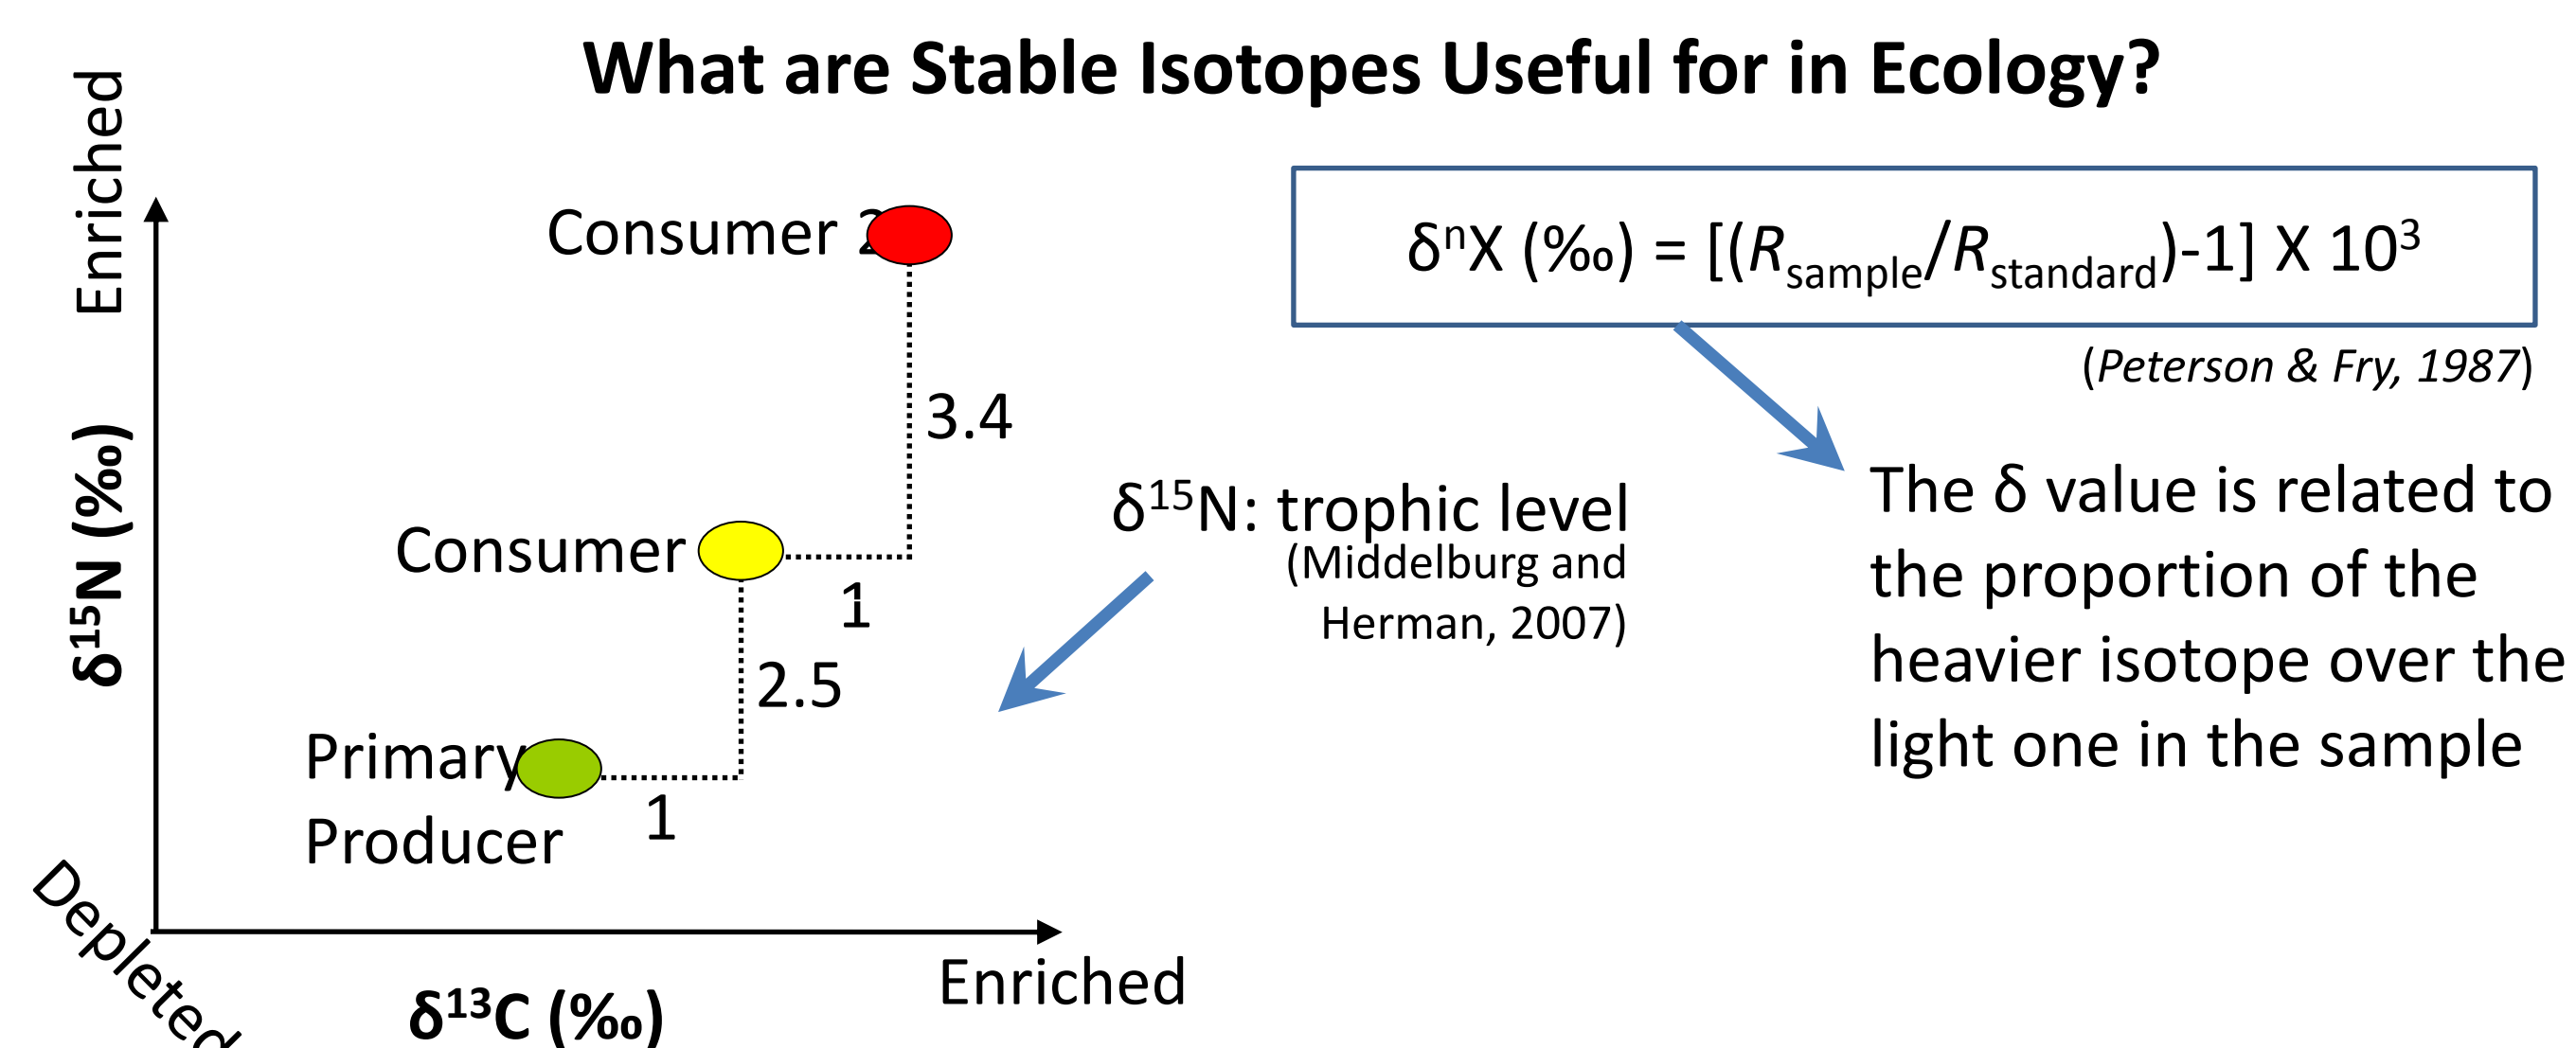 What are Stable Isotopes Useful for in Ecology?
Enriched
δ¹⁵N (‰)
Depleted
δ¹³C (‰)
Enriched
Consumer 2
3.4
Consumer
1
2.5
Primary
Producer
1
δⁿX (‰) = [(Rsample/Rstandard)-1] X 10³
(Peterson & Fry, 1987)
δ¹⁵N: trophic level
(Middelburg and
Herman, 2007)
The δ value is related to
the proportion of the
heavier isotope over the
light one in the sample